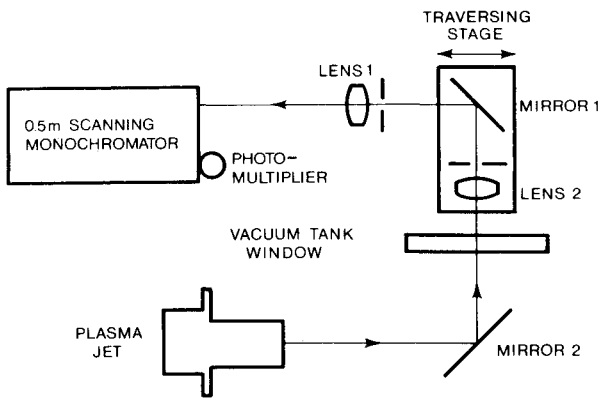 TRAVERSING
STAGE
LENS 1
MIRROR 1
0.5m SCANNING
MONOCHROMATOR
PHOTO-
MULTIPLIER
LENS 2
VACUUM TANK
WINDOW
PLASMA
JET
MIRROR 2